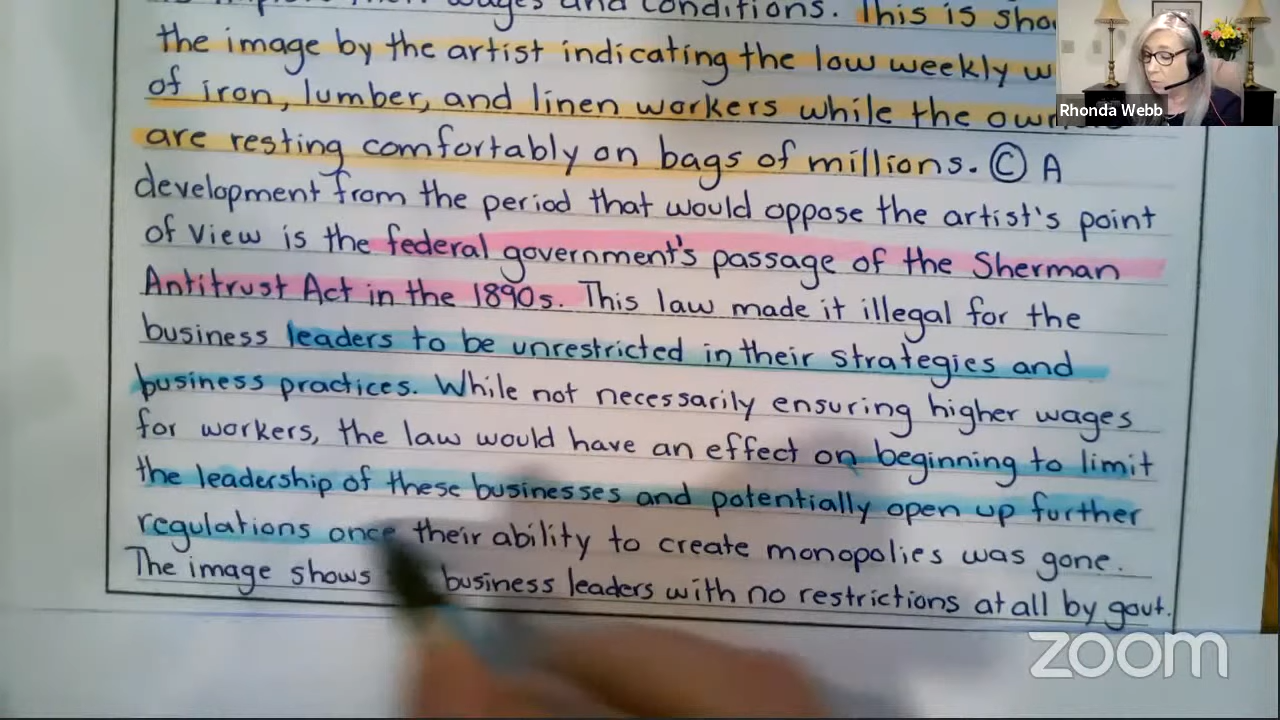 wages and conditions. This is sho
the image by the artist indicating the low weekly w
of iron, lumber, and linen workers while the own
are resting comfortably on bags of millions. Ⓒ A
development from the period that would oppose the artist's point
of view is the federal government's passage of the Sherman
Antitrust Act in the 1890s. This law made it illegal for the
business leaders to be unrestricted in their strategies and
business practices. While not necessarily ensuring higher wages
for workers, the law would have an effect on beginning to limit
the leadership of these businesses and potentially open up further
regulations once their ability to create monopolies was gone.
The image shows business leaders with no restrictions at all by govt.
Rhonda Webb
zoom